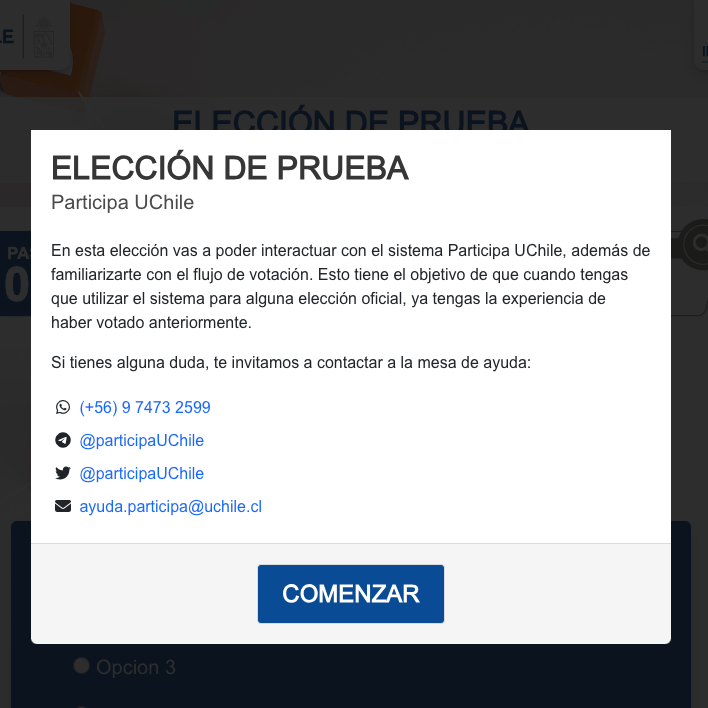 ELECCIÓN DE PRUEBA
ELECCIÓN DE PRUEBA
Participa UChile
En esta elección vas a poder interactuar con el sistema Participa UChile, además de
familiarizarte con el flujo de votación. Esto tiene el objetivo de que cuando tengas
que utilizar el sistema para alguna elección oficial, ya tengas la experiencia de
haber votado anteriormente.
Si tienes alguna duda, te invitamos a contactar a la mesa de ayuda:
(+56) 9 7473 2599
@participaUChile
@participaUChile
ayuda.participa@uchile.cl
COMENZAR
Opcion 3